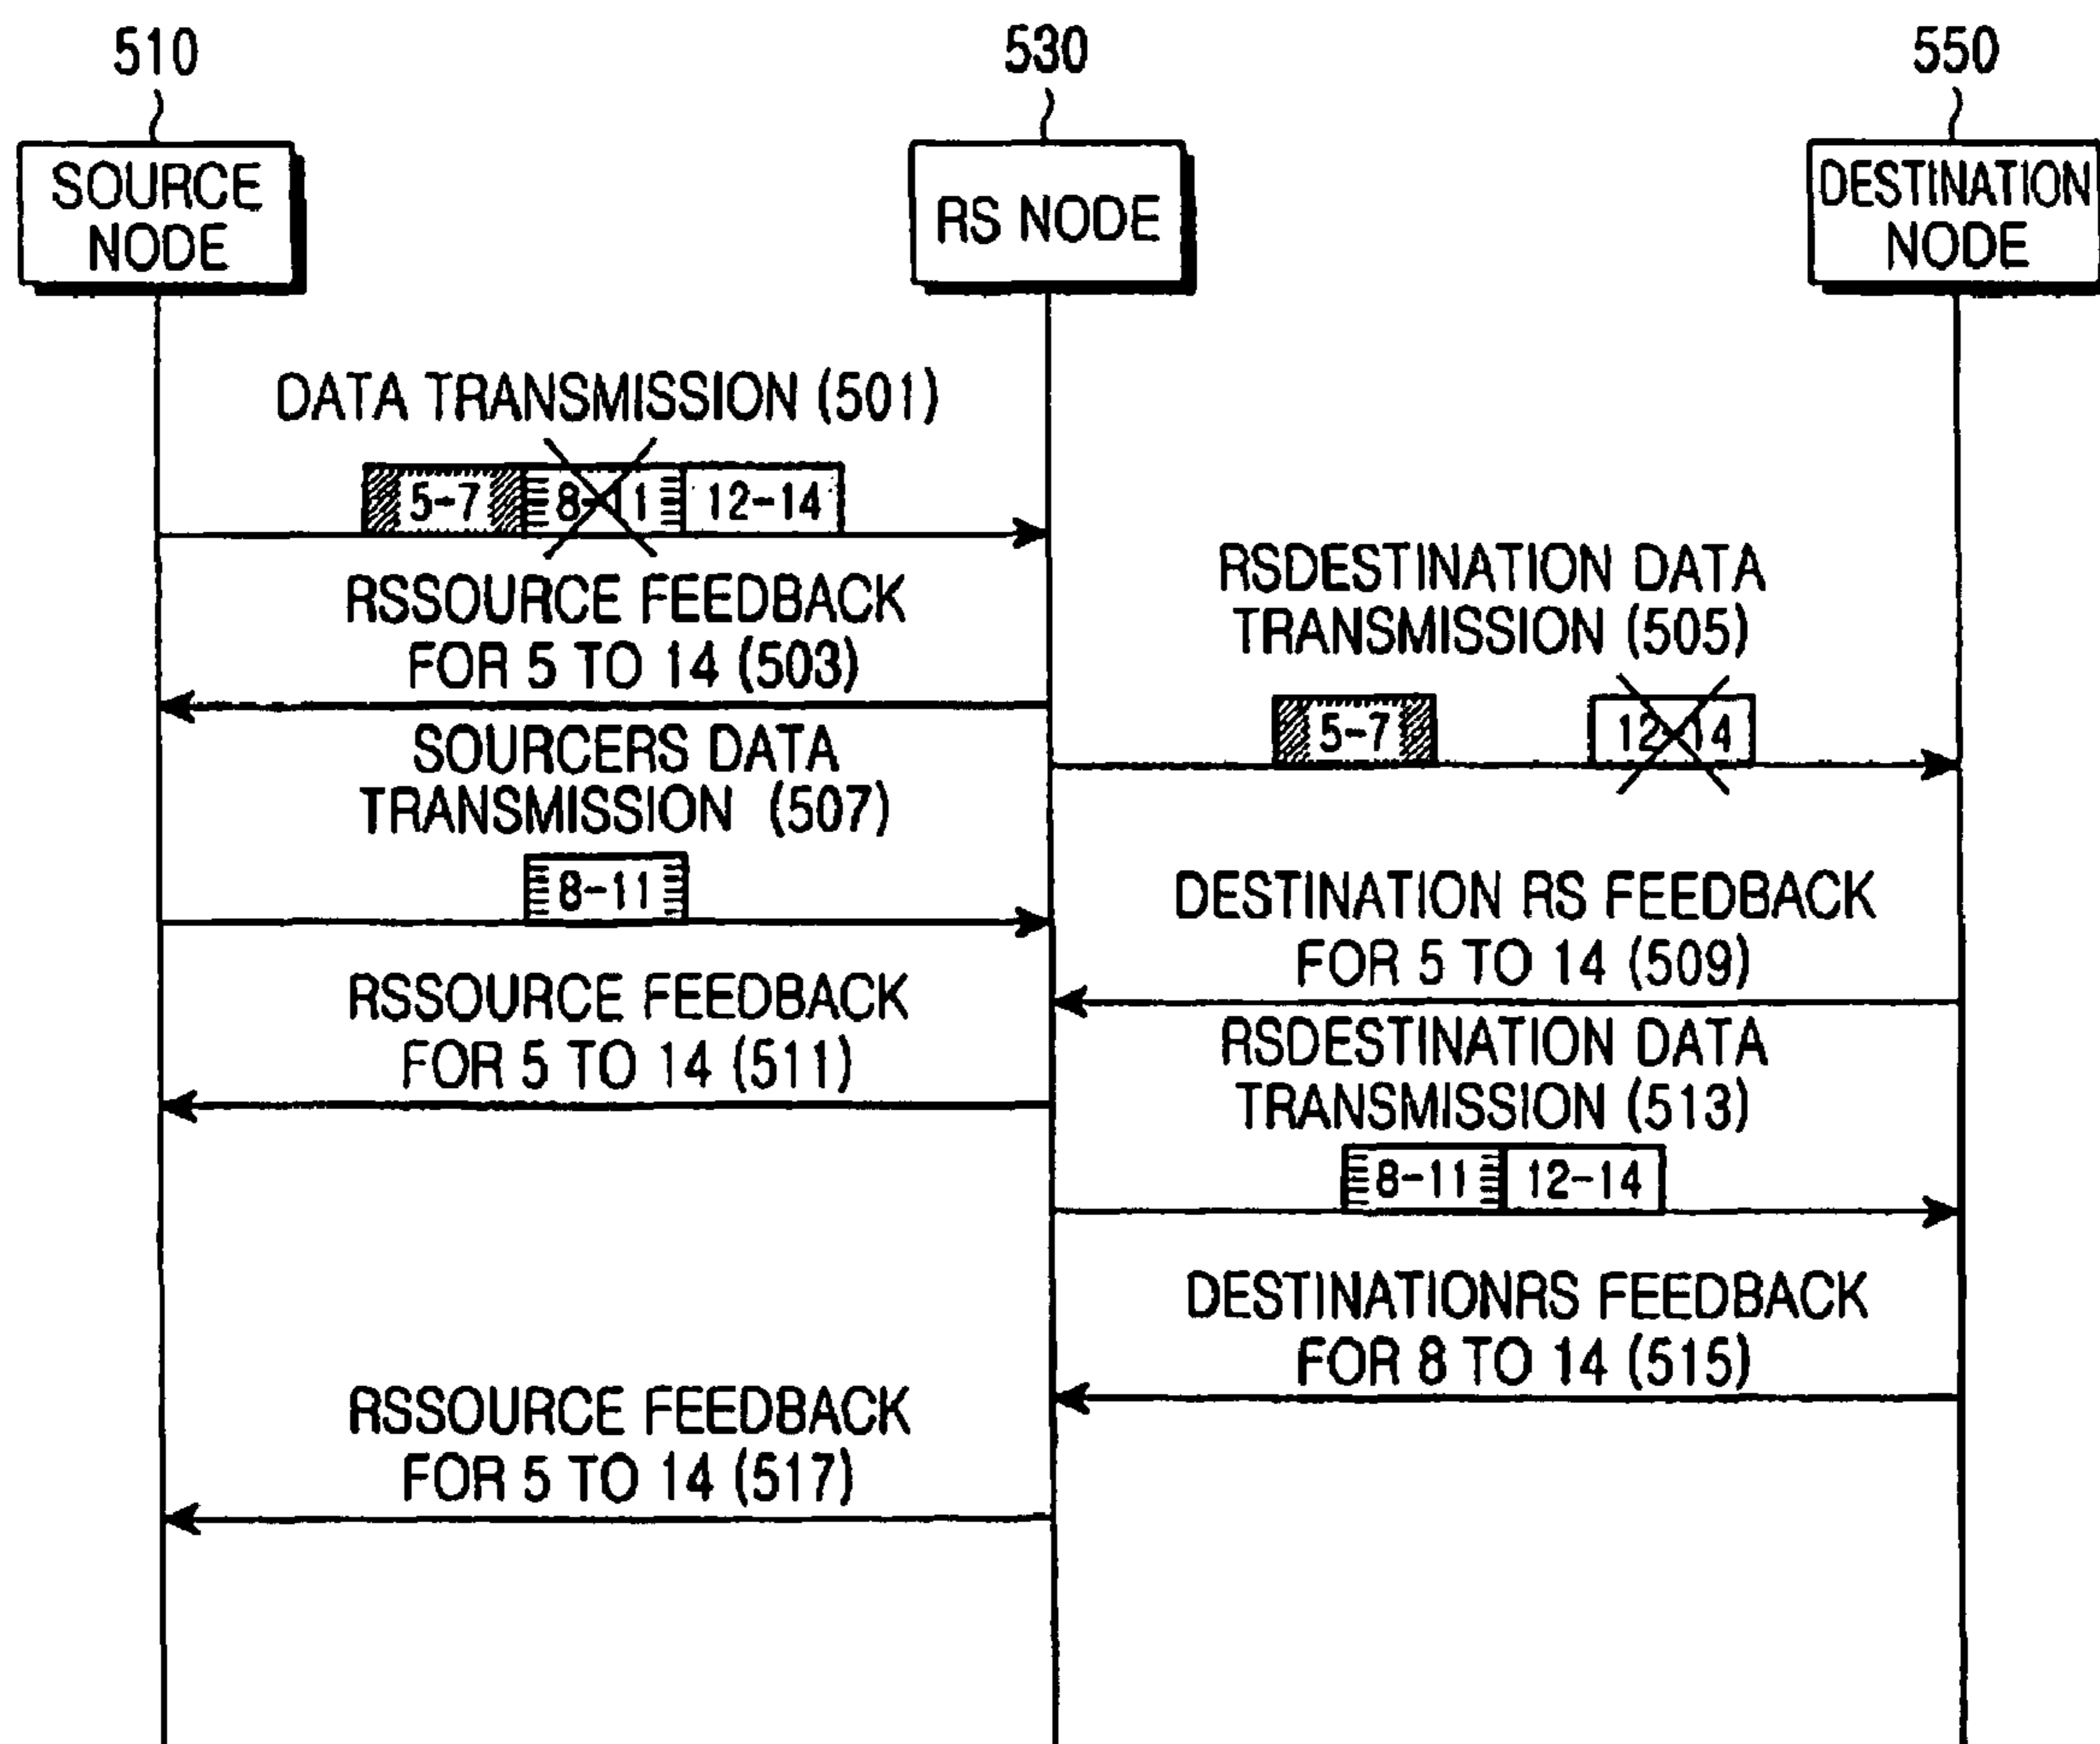 510
530
550
SOURCE
NODE
RS NODE
DESTINATION
NODE
DATA TRANSMISSION (501)
5-7 8-11 12-14
RSSOURCE FEEDBACK
FOR 5 TO 14 (503)
RSDESTINATION DATA
TRANSMISSION (505)
5-7 12-14
SOURCERS DATA
TRANSMISSION (507)
8-11
DESTINATION RS FEEDBACK
FOR 5 TO 14 (509)
RSSOURCE FEEDBACK
FOR 5 TO 14 (511)
RSDESTINATION DATA
TRANSMISSION (513)
8-11 12-14
DESTINATIONRS FEEDBACK
FOR 8 TO 14 (515)
RSSOURCE FEEDBACK
FOR 5 TO 14 (517)